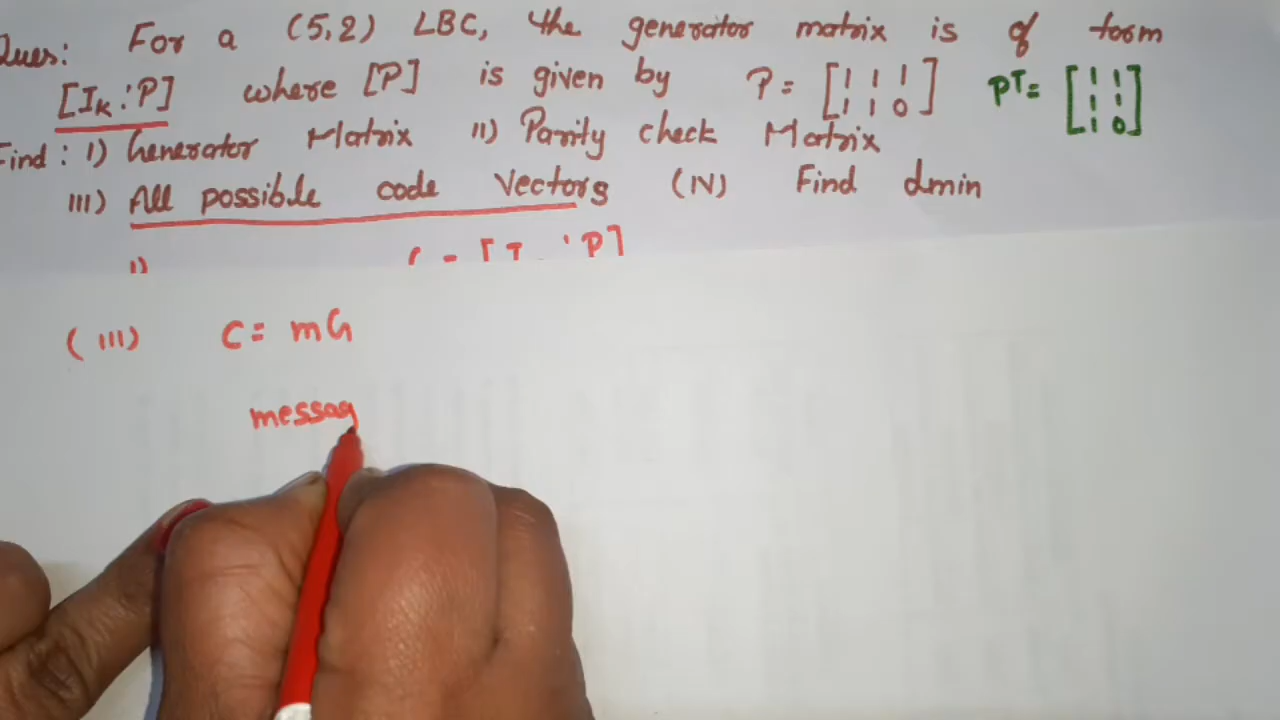 Ques: For a (5,2) LBC, the generator matrix is of form
[IK : P] where [P] is given by P = [1 1 1 PT = [1 1
1 1 0] 1 1
1 0]
Find : i) Generator Matrix ii) Parity check Matrix
iii) All possible code Vectors (iv) Find dmin
i)
(iii) C = mG
messag